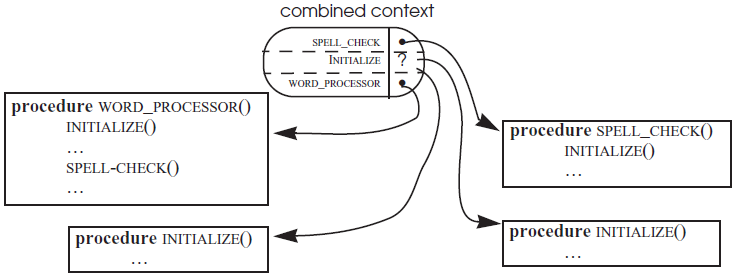 combined context
SPELL_CHECK
INITIALIZE ?
WORD_PROCESSOR
procedure WORD_PROCESSOR()
INITIALIZE()
…
SPELL-CHECK()
…
procedure SPELL_CHECK()
INITIALIZE()
…
procedure INITIALIZE()
…
procedure INITIALIZE()
…